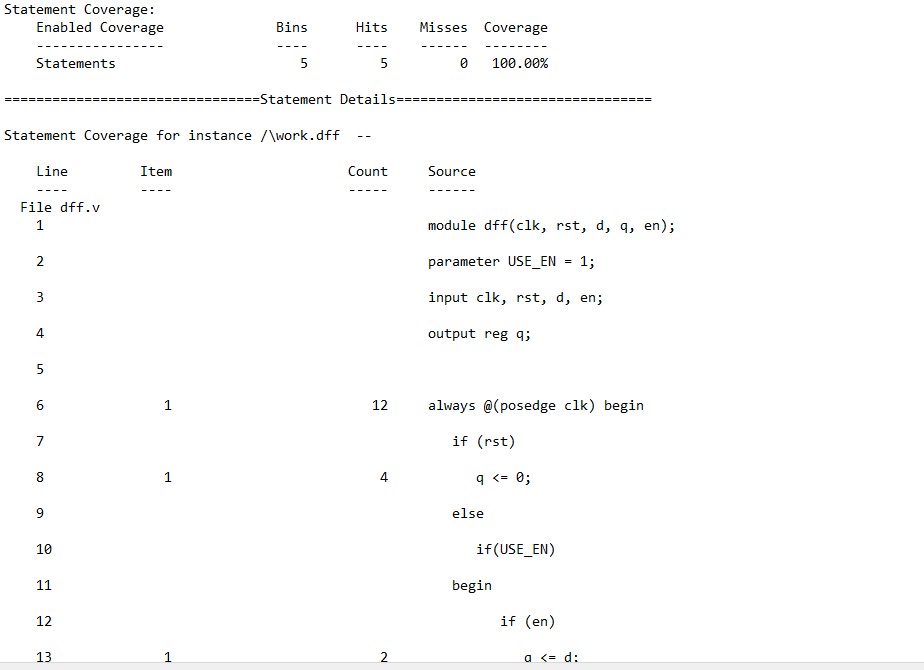 Statement Coverage:
Enabled Coverage Bins Hits Misses Coverage
---------------- ---- ---- ------ --------
Statements 5 5 0 100.00%
================================Statement Details================================
Statement Coverage for instance /\work.dff --
Line Item Count Source
---- ---- ----- ------
File dff.v
1 module dff(clk, rst, d, q, en);
2 parameter USE_EN = 1;
3 input clk, rst, d, en;
4 output reg q;
5
6 1 12 always @(posedge clk) begin
7 if (rst)
8 1 4 q <= 0;
9 else
10 if(USE_EN)
11 begin
12 if (en)
13 1 2 q <= d;